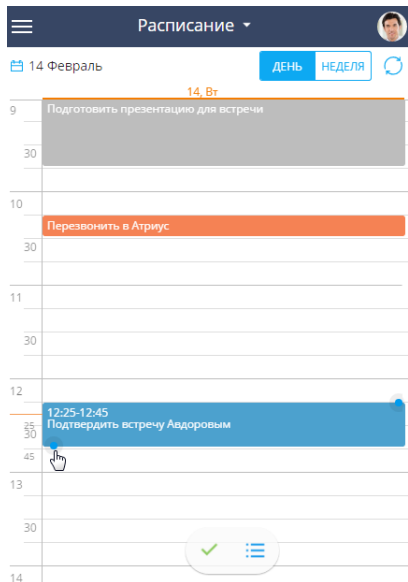 Расписание
14 Февраль
ДЕНЬ
НЕДЕЛЯ
14, Вт
9
Подготовить презентацию для встречи
30
10
Перезвонить в Атриус
30
11
30
12
12:25-12:45
Подтвердить встречу Авдоровым
25
30
45
13
30
14